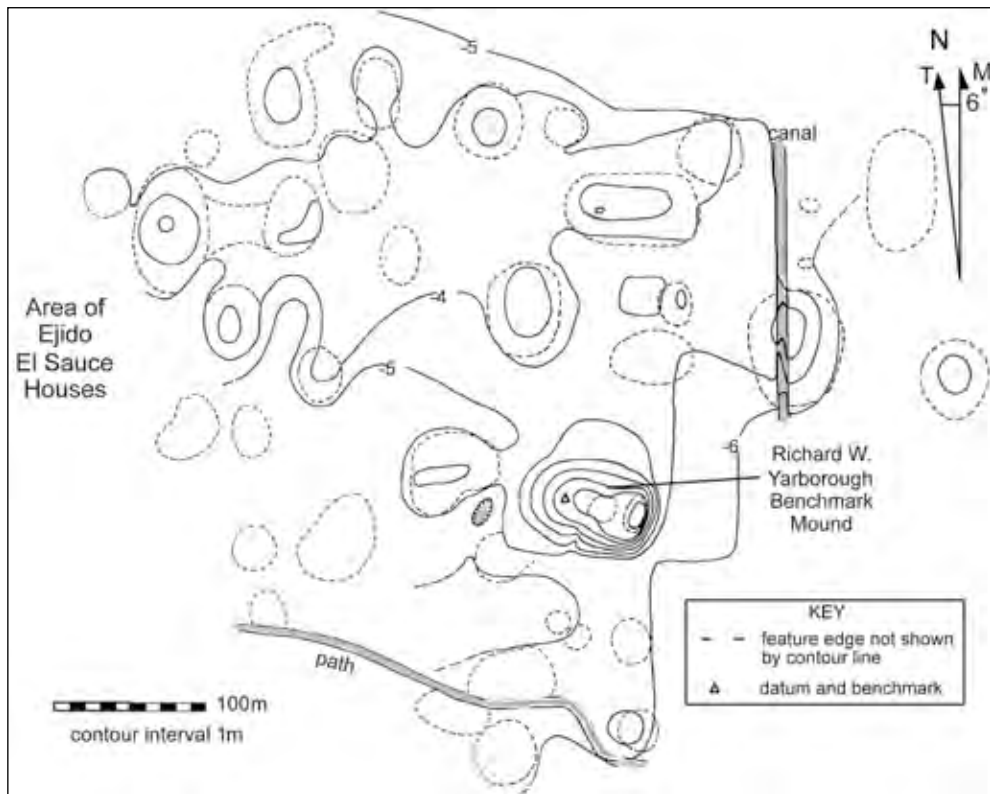 -5
N
T
M
6°
canal
-4
Area of
Ejido
El Sauce
Houses
-5
-6
Richard W.
Yarborough
Benchmark
Mound
KEY
feature edge not shown
by contour line
datum and benchmark
path
100m
contour interval 1m